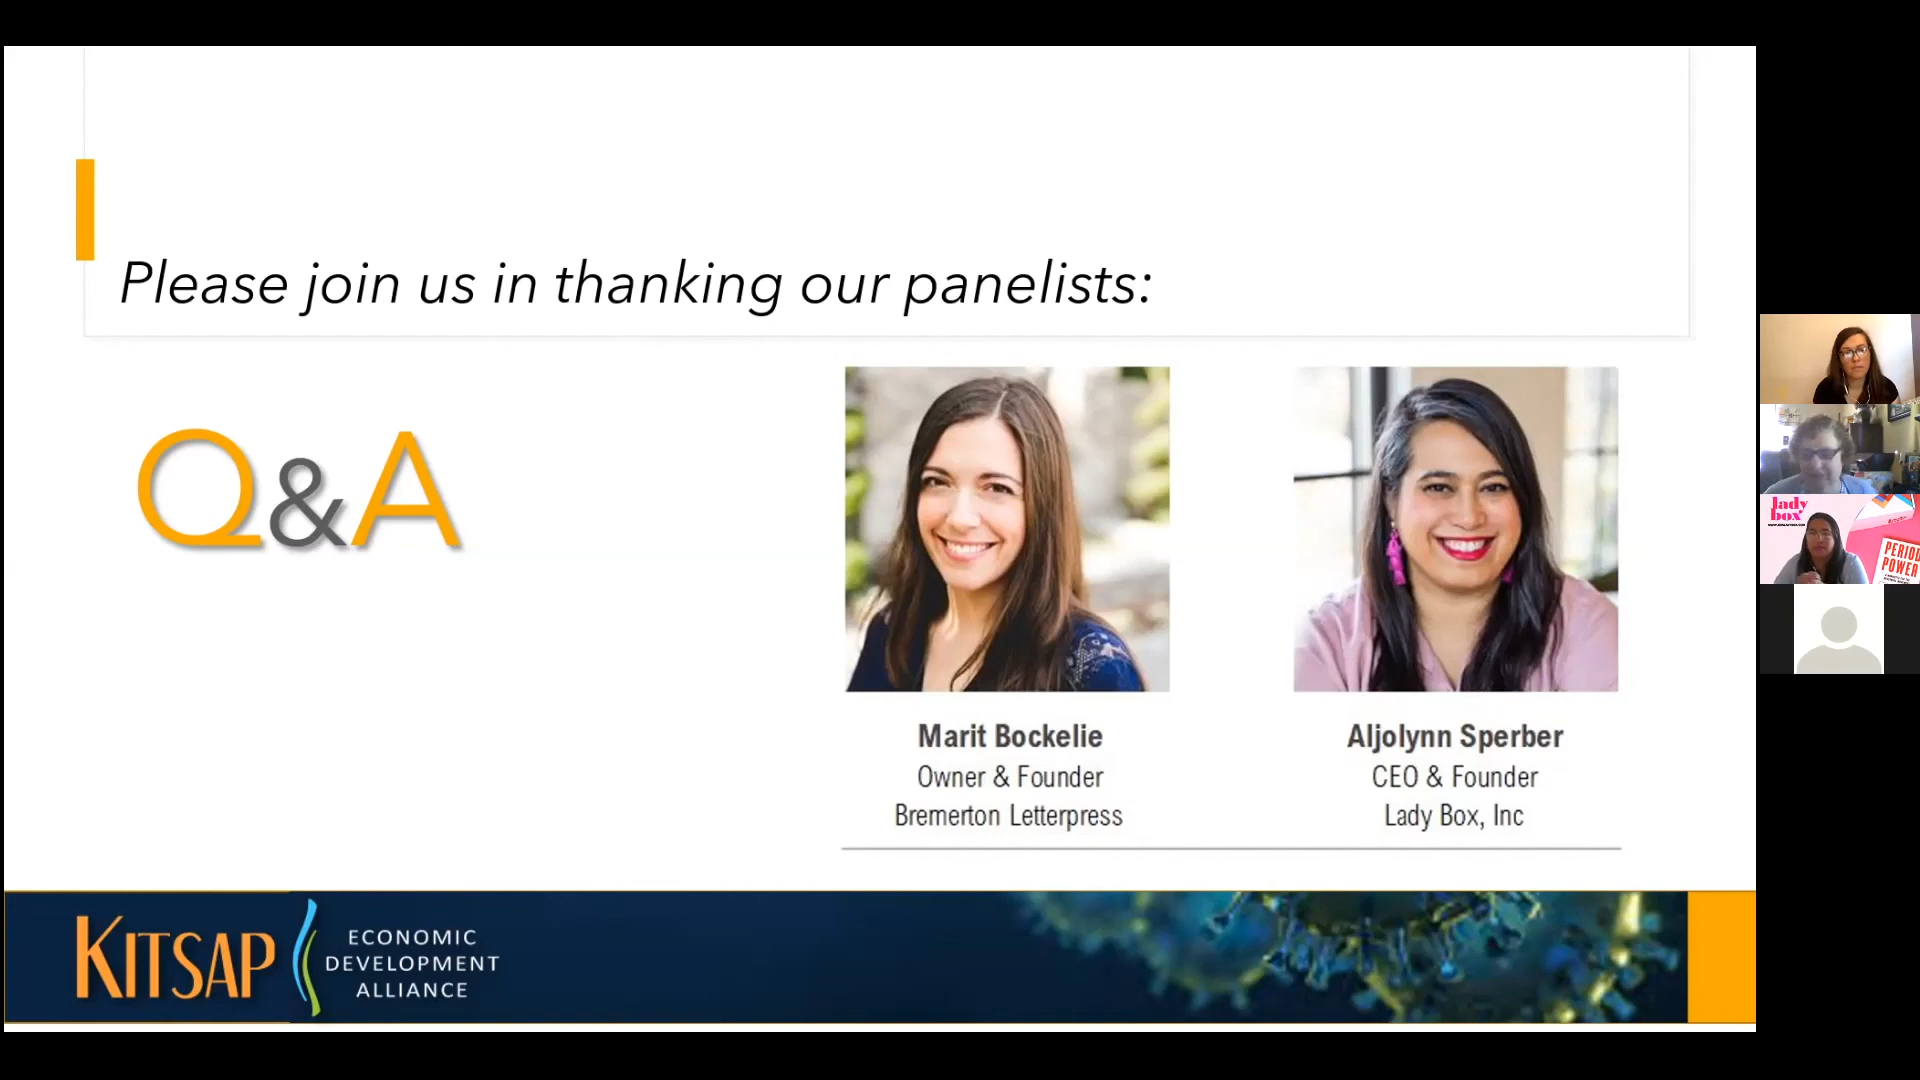 Please join us in thanking our panelists:
Q&A
Marit Bockelie
Owner & Founder
Bremerton Letterpress
Aljolynn Sperber
CEO & Founder
Lady Box, Inc
KITSAP
ECONOMIC
DEVELOPMENT
ALLIANCE
lady
box
PERIOD
POWER